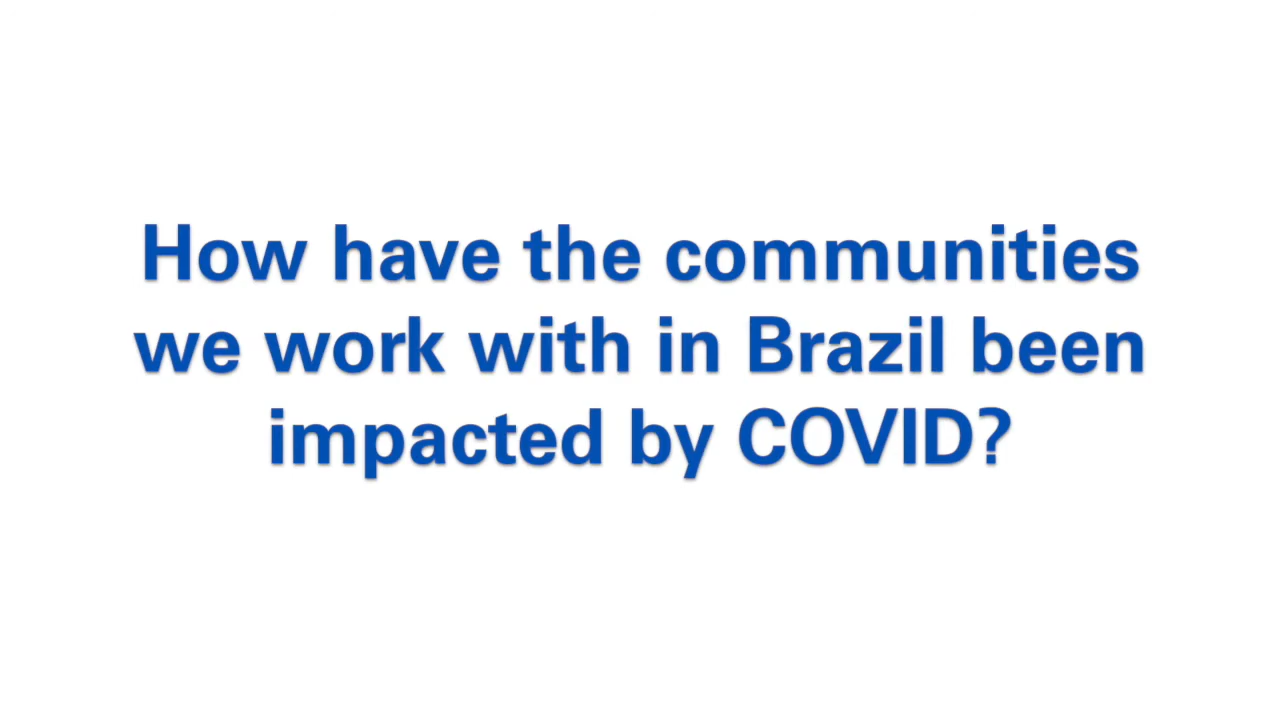 How have the communities
we work with in Brazil been
impacted by COVID?